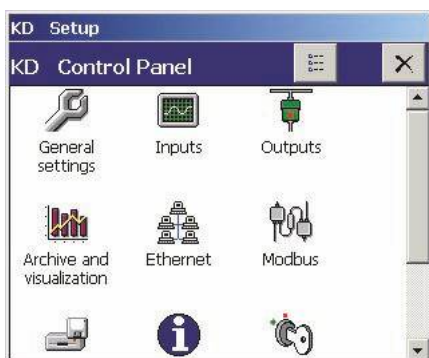 KD Setup
KD Control Panel
General
settings
Inputs
Outputs
Archive and
visualization
Ethernet
Modbus